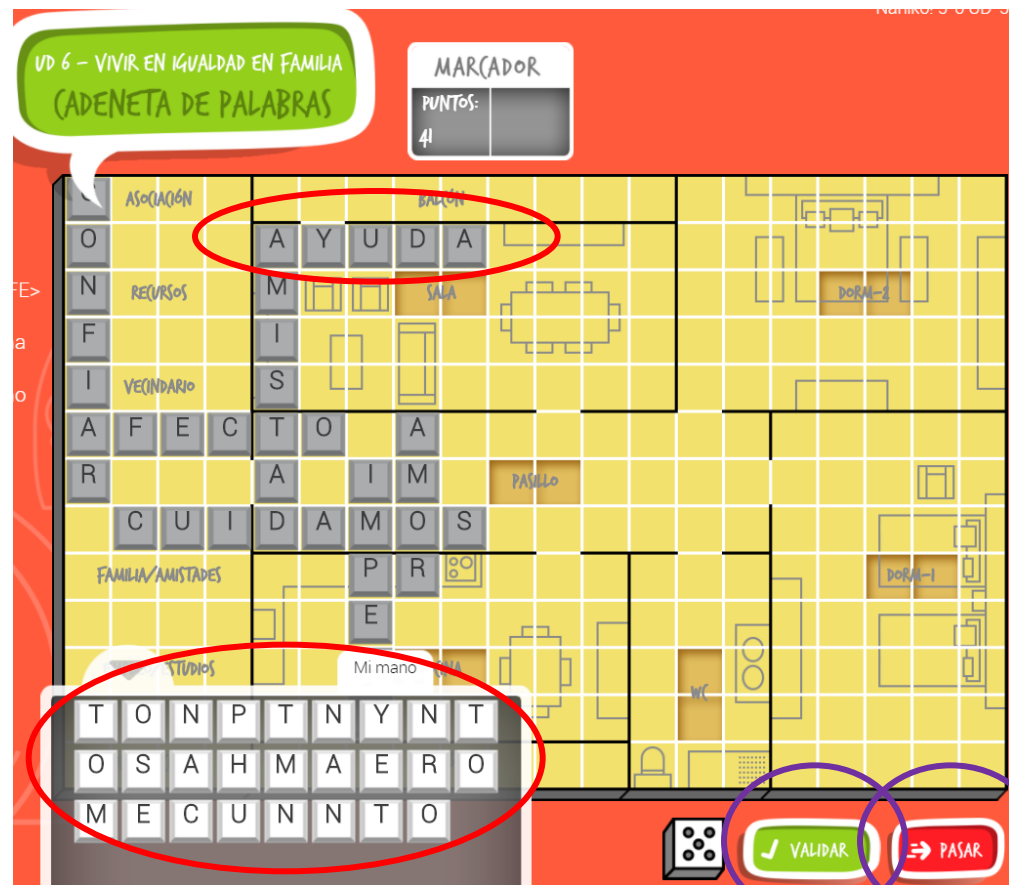 UD 6 – VIVIR EN IGUALDAD EN FAMILIA
CADENETA DE PALABRAS
MARCADOR
PUNTOS:
41
ASOCIACIÓN
BALCÓN
O
A Y U D A
N
RECURSOS
M
SALA
DORM-2
FE>
F
I
a
I
VECINDARIO
S
o
A F E C T O A
R
A
I M
PASILLO
C U I D A M O S
FAMILIA/AMISTADES
P R
DORM-1
E
Mi mano
WC
T O N P T N Y N T
O S A H M A E R O
M E C U N N T O
VALIDAR
PASAR